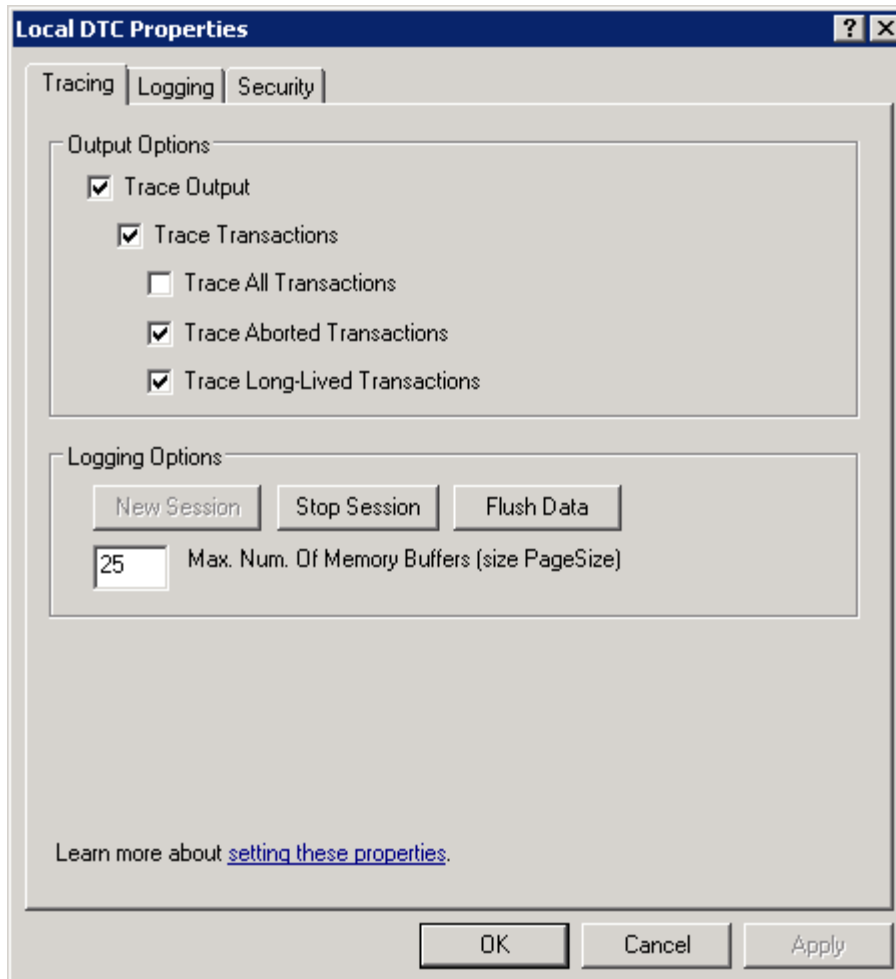 Local DTC Properties
Tracing Logging Security
Output Options
Trace Output
Trace Transactions
Trace All Transactions
Trace Aborted Transactions
Trace Long-Lived Transactions
Logging Options
New Session Stop Session Flush Data
25 Max. Num. Of Memory Buffers (size PageSize)
Learn more about setting these properties.
OK Cancel Apply